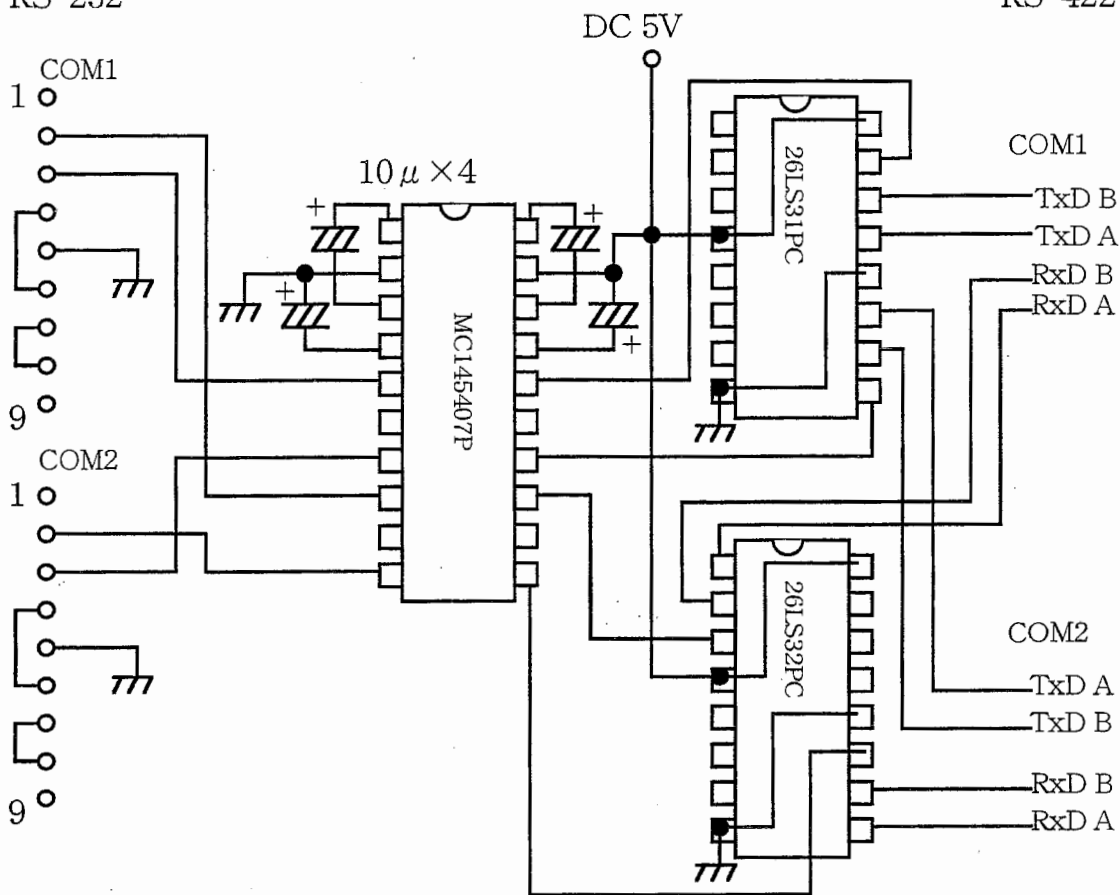 RS-232
RS-422
DC 5V
COM1
1
9
COM2
1
9
10μ×4
+
+
+
+
MC145407P
26LS31PC
26LS32PC
COM1
TxD B
TxD A
RxD B
RxD A
COM2
TxD A
TxD B
RxD B
RxD A